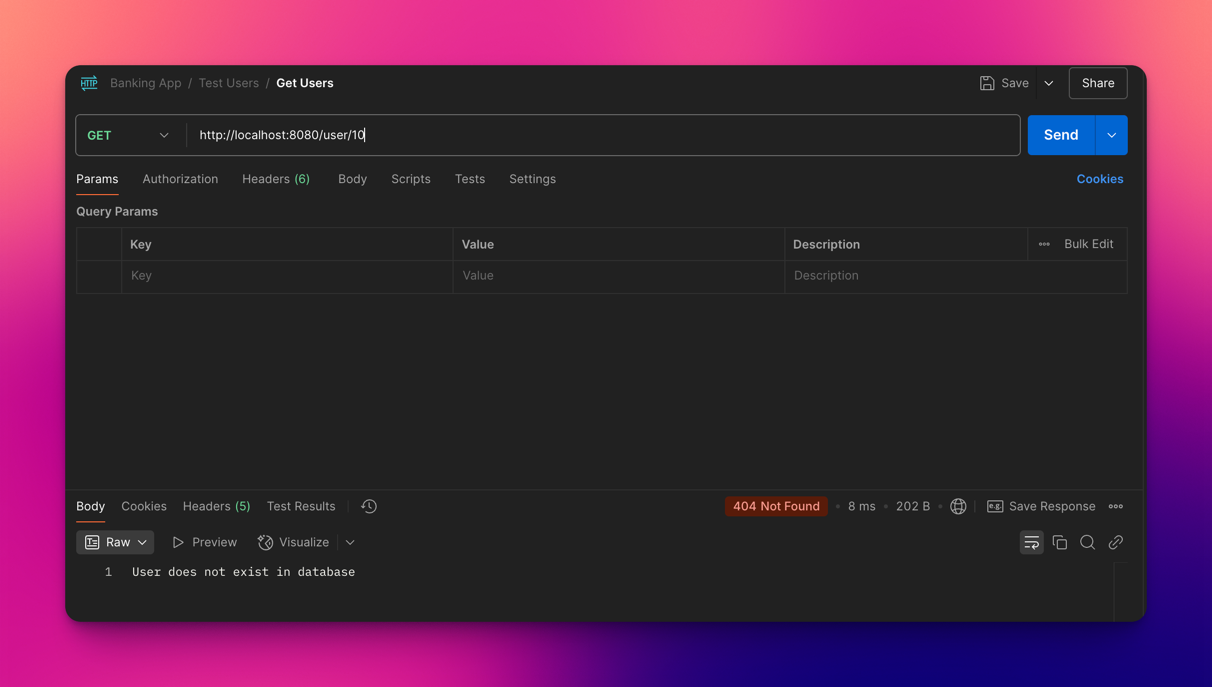 HTTP Banking App / Test Users / Get Users Save Share
GET http://localhost:8080/user/10 Send
Params Authorization Headers (6) Body Scripts Tests Settings Cookies
Query Params
Key Value Description Bulk Edit
Key Value Description
Body Cookies Headers (5) Test Results 404 Not Found • 8 ms • 202 B • e.g. Save Response
Raw Preview Visualize
1 User does not exist in database